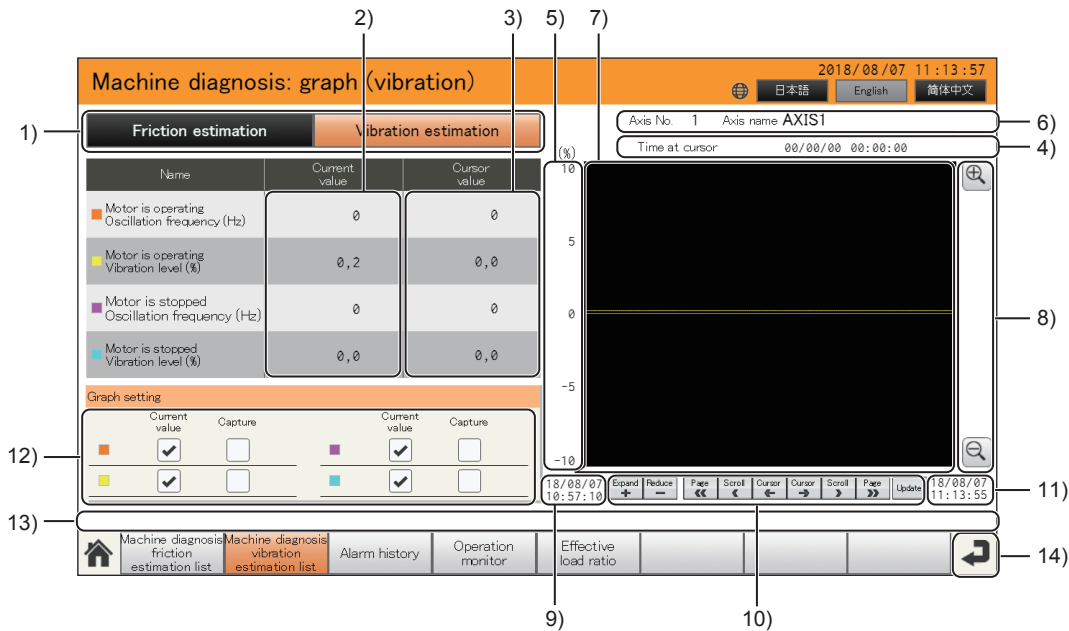 2)
3)
5)
7)
Machine diagnosis: graph (vibration)
2018/08/07 11:13:57
日本語
English
简体中文
1)
Friction estimation
Vibration estimation
Axis No. 1 Axis name AXIS1
6)
Time at cursor 00/00/00 00:00:00
4)
Name
Current
value
Cursor
value
Motor is operating
Oscillation frequency (Hz)
0
0
Motor is operating
Vibration level (%)
0,2
0,0
Motor is stopped
Oscillation frequency (Hz)
0
0
Motor is stopped
Vibration level (%)
0,0
0,0
(%)
10
5
0
-5
-10
8)
Graph setting
Current
value
Capture
Current
value
Capture
12)
18/08/07
10:57:10
Expand
Reduce
Page
Scroll
Cursor
Cursor
Scroll
Page
Update
18/08/07
11:13:55
11)
13)
Machine diagnosis
friction
estimation list
Machine diagnosis
vibration
estimation list
Alarm history
Operation
monitor
Effective
load ratio
14)
9)
10)